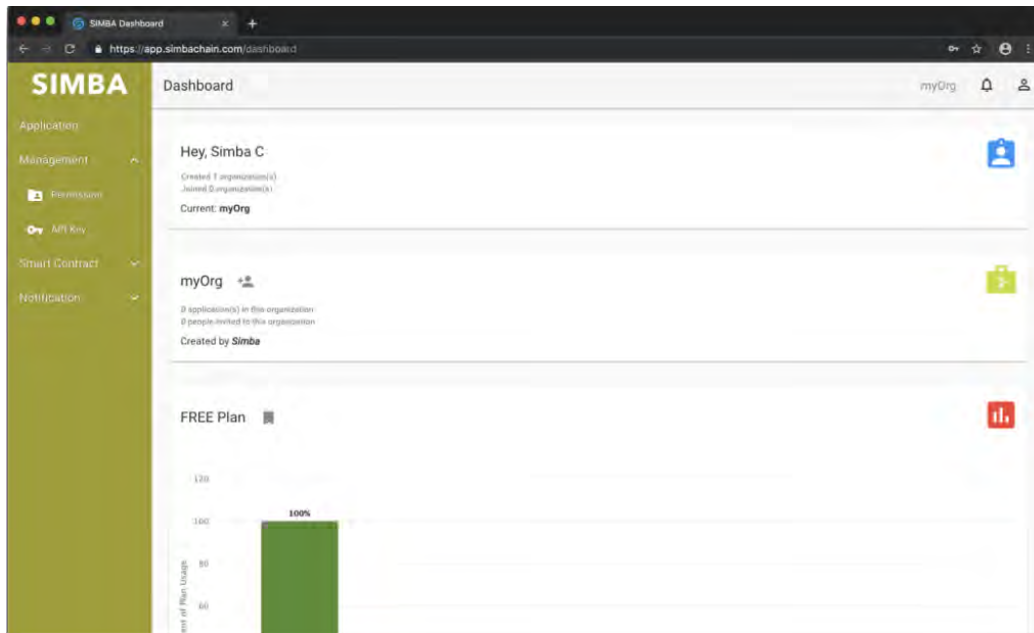 SIMBA Dashboard
https://app.simbachain.com/dashboard
SIMBA
Dashboard
myOrg
Application
Management
Permission
API Key
Smart Contract
Notification
Hey, Simba C
Created 1 organization(s)
Joined 0 organization(s)
Current: myOrg
myOrg
0 application(s) in this organization
0 people invited to this organization
Created by Simba
FREE Plan
120
100
100%
80
60
of Plan Usage